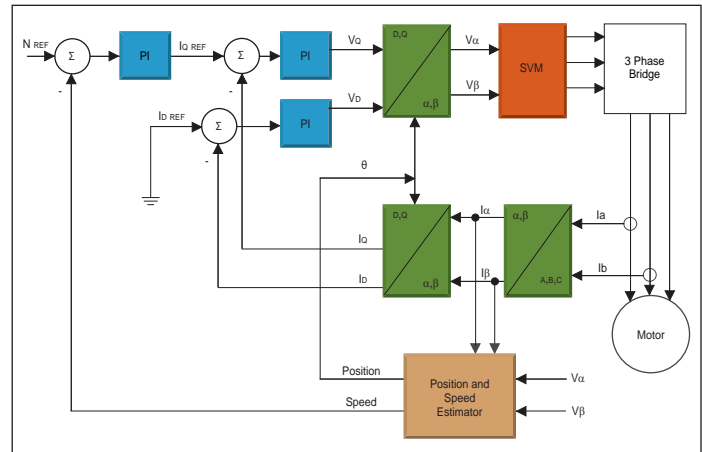 N REF
Σ
-
PI
IQ REF
Σ
-
PI
VQ
D,Q
α,β
Vα
Vβ
SVM
3 Phase
Bridge
ID REF
Σ
-
PI
VD
θ
D,Q
α,β
IQ
ID
Iα
Iβ
α,β
A,B,C
Ia
Ib
Motor
Position
Speed
Position and
Speed
Estimator
Vα
Vβ